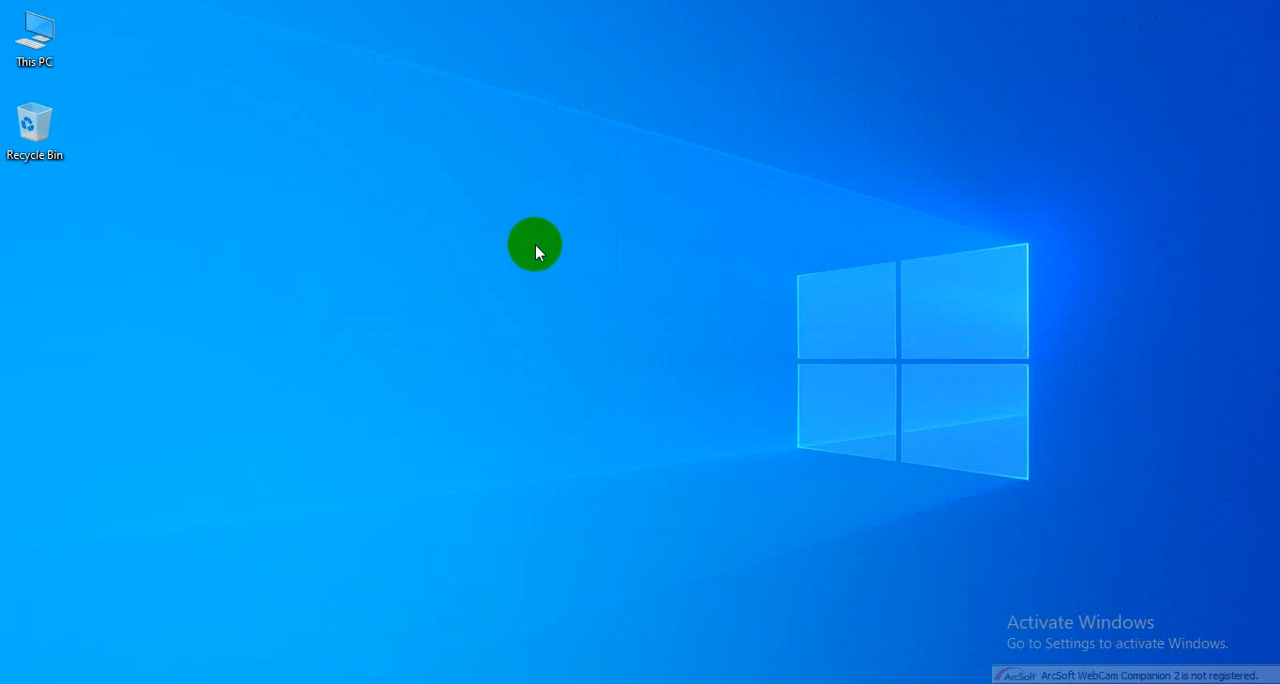 This PC
Recycle Bin
Activate Windows
Go to Settings to activate Windows.
ArcSoft ArcSoft WebCam Companion 2 is not registered.